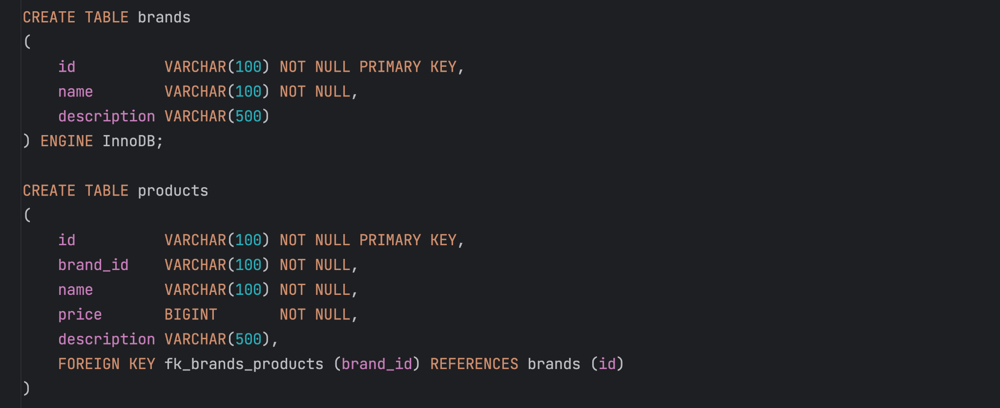 CREATE TABLE brands
(
    id          VARCHAR(100) NOT NULL PRIMARY KEY,
    name        VARCHAR(100) NOT NULL,
    description VARCHAR(500)
) ENGINE InnoDB;

CREATE TABLE products
(
    id          VARCHAR(100) NOT NULL PRIMARY KEY,
    brand_id    VARCHAR(100) NOT NULL,
    name        VARCHAR(100) NOT NULL,
    price       BIGINT       NOT NULL,
    description VARCHAR(500),
    FOREIGN KEY fk_brands_products (brand_id) REFERENCES brands (id)
)